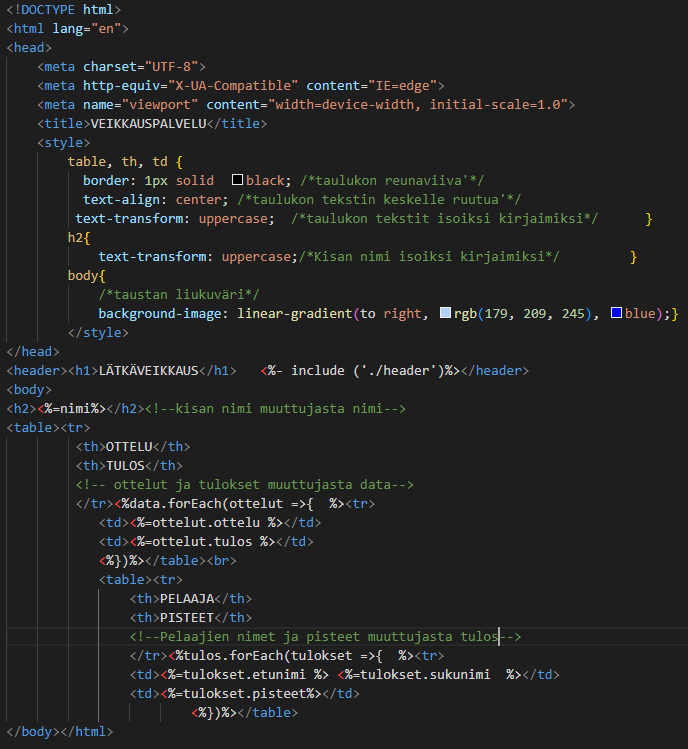 <!DOCTYPE html>
<html lang="en">
<head>
    <meta charset="UTF-8">
    <meta http-equiv="X-UA-Compatible" content="IE=edge">
    <meta name="viewport" content="width=device-width, initial-scale=1.0">
    <title>VEIKKAUSPALVELU</title>
    <style>
        table, th, td {
          border: 1px solid  black; /*taulukon reunaviiva'*/
          text-align: center; /*taulukon tekstin keskelle ruutua'*/
         text-transform: uppercase;  /*taulukon tekstit isoiksi kirjaimiksi*/      }
        h2{
            text-transform: uppercase;/*Kisan nimi isoiksi kirjaimiksi*/         }
        body{
            /*taustan liukuväri*/
            background-image: linear-gradient(to right, rgb(179, 209, 245), blue);}
        </style>
</head>
<header><h1>LÄTKÄVEIKKAUS</h1>   <%- include ('./header')%></header>
<body>
<h2><%=nimi%></h2><!--kisan nimi muuttujasta nimi-->
<table><tr>
         <th>OTTELU</th>
         <th>TULOS</th>
         <!-- ottelut ja tulokset muuttujasta data-->
         </tr><%data.forEach(ottelut =>{  %><tr>
            <td><%=ottelut.ottelu %></td>
            <td><%=ottelut.tulos %></td>
            <%})%></table><br>
            <table><tr>
                <th>PELAAJA</th>
                <th>PISTEET</th>
                <!--Pelaajien nimet ja pisteet muuttujasta tulos-->
                </tr><%tulos.forEach(tulokset =>{  %><tr>
                <td><%=tulokset.etunimi %> <%=tulokset.sukunimi  %></td>
                <td><%=tulokset.pisteet%></td>
                        <%})%></table>
</body></html>